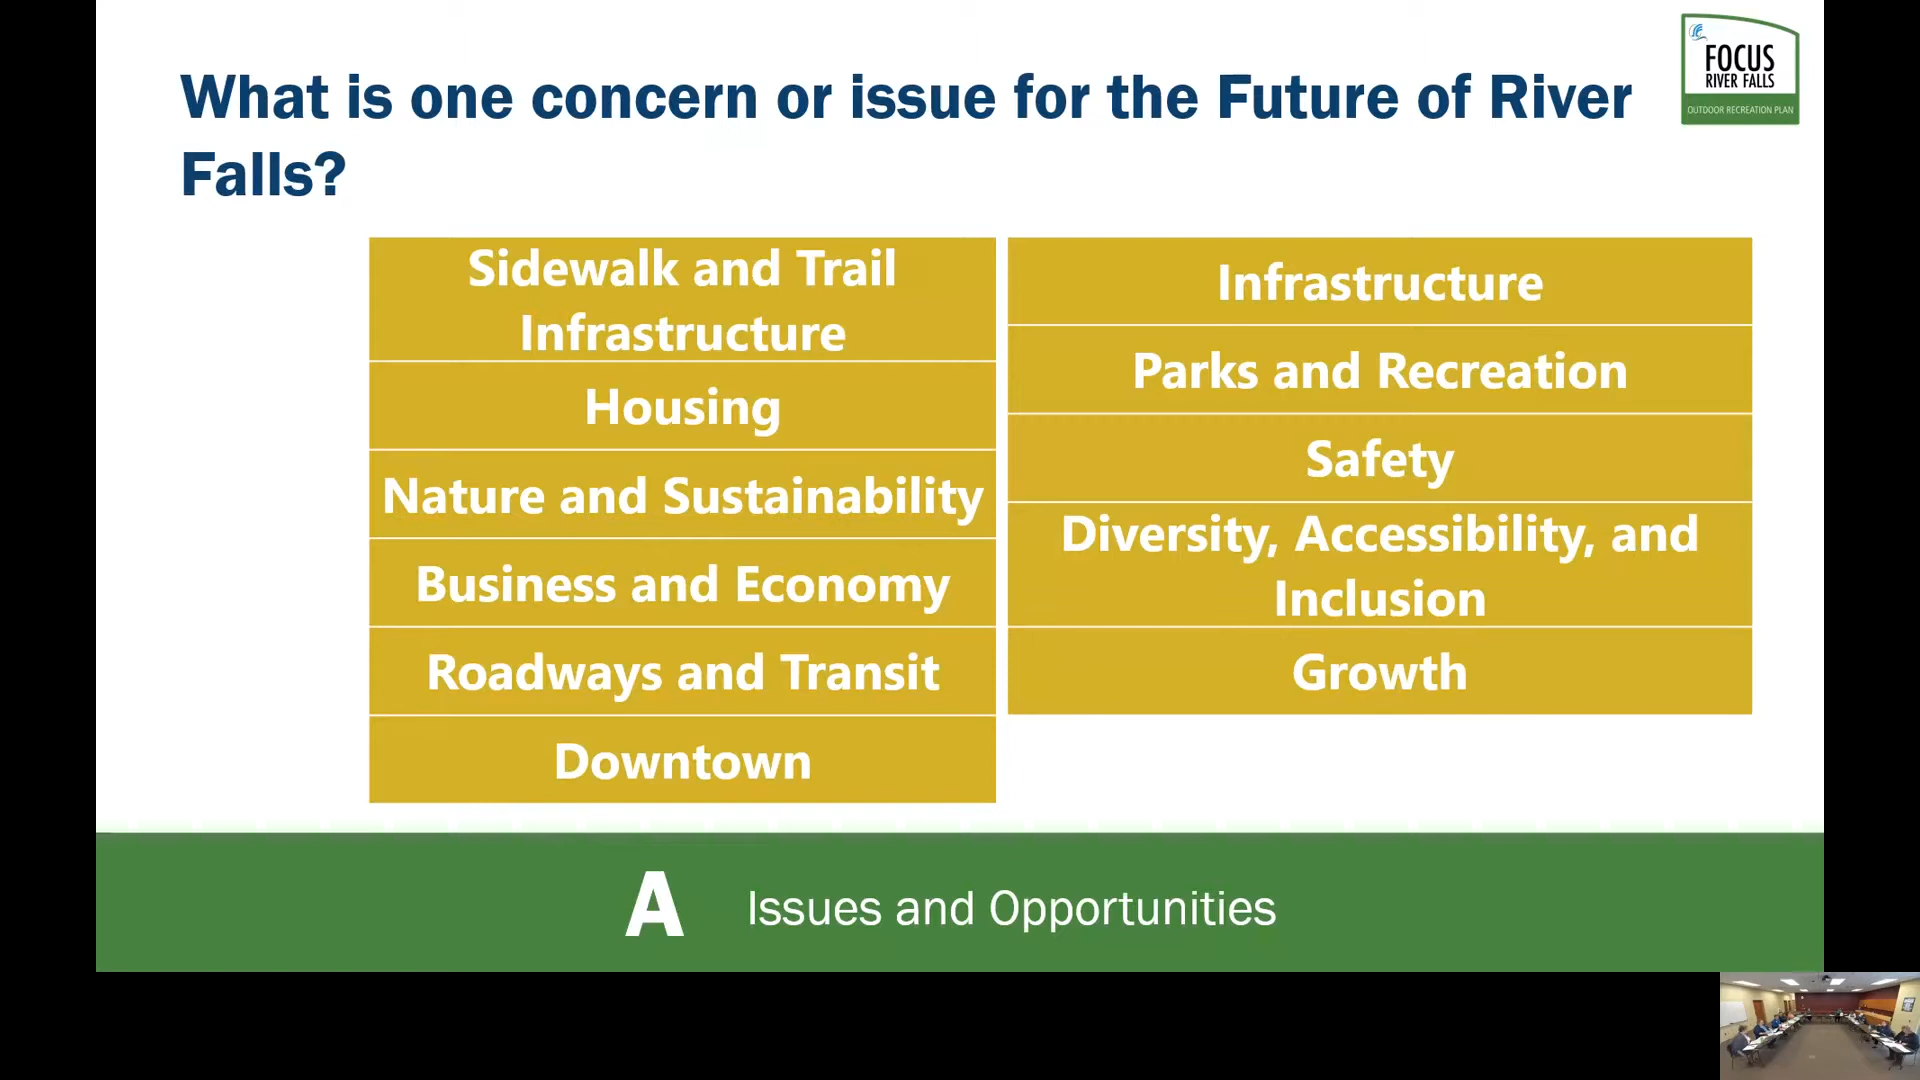 What is one concern or issue for the Future of River
Falls?
FOCUS
RIVER FALLS
OUTDOOR RECREATION PLAN
Sidewalk and Trail
Infrastructure
Housing
Nature and Sustainability
Business and Economy
Roadways and Transit
Downtown
Infrastructure
Parks and Recreation
Safety
Diversity, Accessibility, and
Inclusion
Growth
A Issues and Opportunities